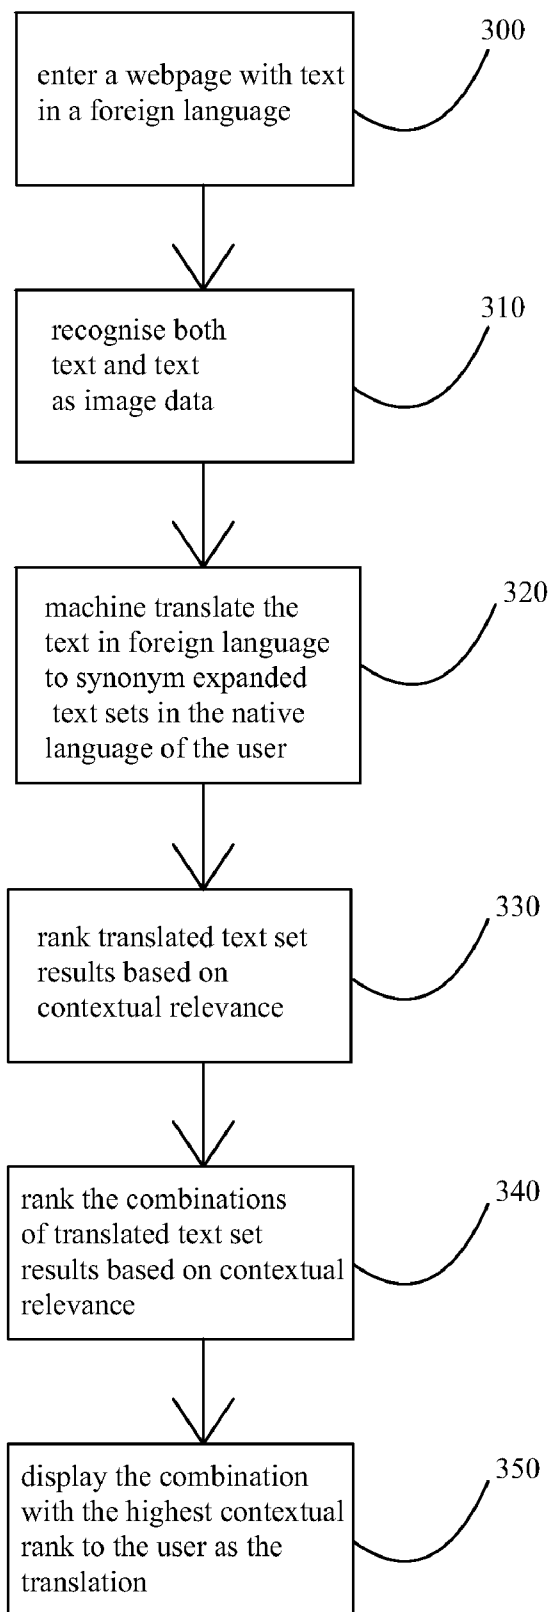 300
enter a webpage with text
in a foreign language
310
recognise both
text and text
as image data
320
machine translate the
text in foreign language
to synonym expanded
text sets in the native
language of the user
330
rank translated text set
results based on
contextual relevance
340
rank the combinations
of translated text set
results based on contextual
relevance
350
display the combination
with the highest contextual
rank to the user as the
translation